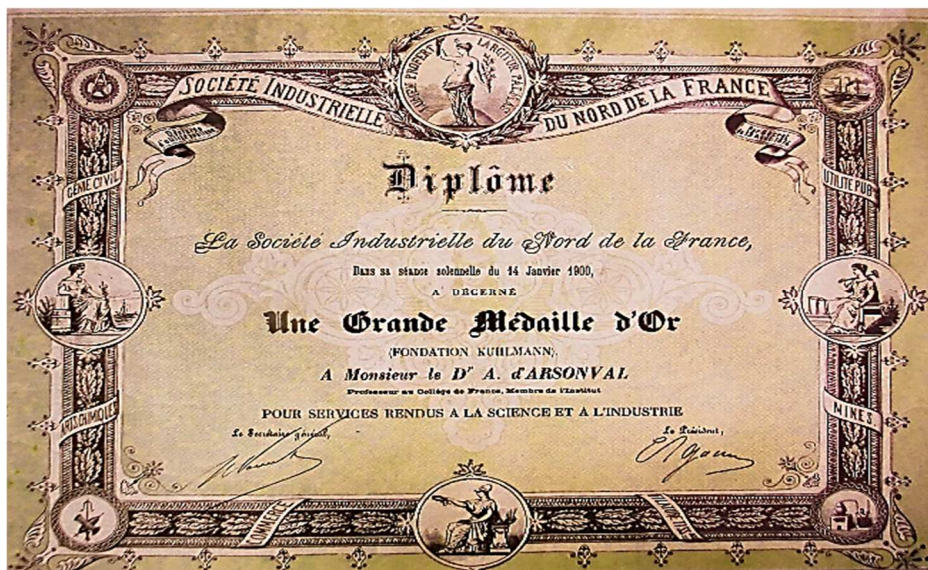 SOCIÉTÉ INDUSTRIELLE
DU NORD DE LA FRANCE
GÉNIE CIVIL
UTILITÉ PUB
Diplôme
La Société Industrielle du Nord de la France,
Dans sa séance solennelle du 14 Janvier 1900,
A DÉCERNÉ
Une Grande Médaille d'Or
(FONDATION KUHLMANN),
A Monsieur le Dr A. d'ARSONVAL
Professeur au Collège de France, Membre de l'Institut
POUR SERVICES RENDUS A LA SCIENCE ET À L'INDUSTRIE
Le Secrétaire général,
Le Président,
ARTS CHIMIQUES
MINES